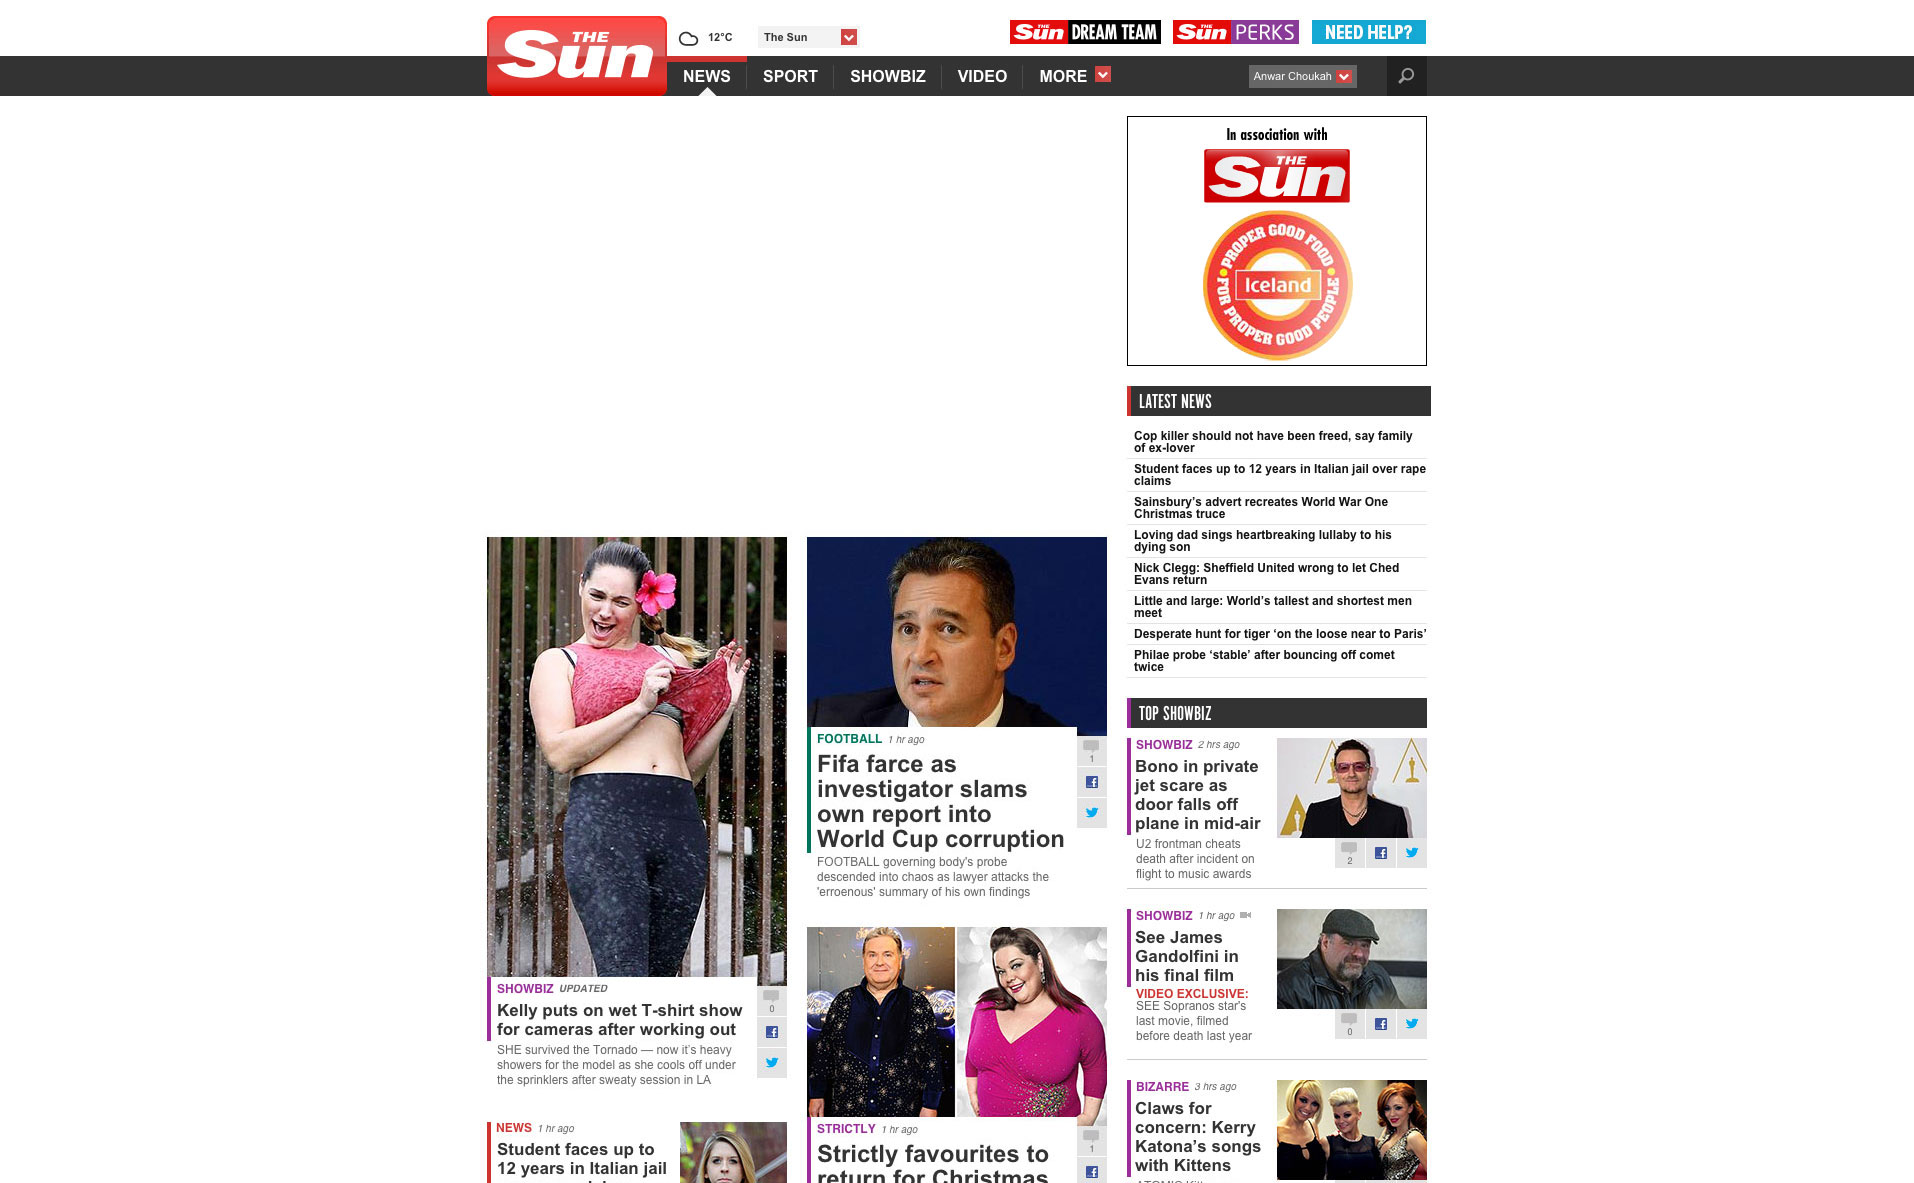 THE Sun
12°C
The Sun
THE Sun DREAM TEAM
THE Sun PERKS
NEED HELP?
NEWS
SPORT
SHOWBIZ
VIDEO
MORE
Anwar Choukah
In association with
THE Sun
PROPER GOOD FOOD
Iceland
FOR PROPER GOOD PEOPLE
LATEST NEWS
Cop killer should not have been freed, say family
of ex-lover
Student faces up to 12 years in Italian jail over rape
claims
Sainsbury’s advert recreates World War One
Christmas truce
Loving dad sings heartbreaking lullaby to his
dying son
Nick Clegg: Sheffield United wrong to let Ched
Evans return
Little and large: World’s tallest and shortest men
meet
Desperate hunt for tiger ‘on the loose near to Paris’
Philae probe ‘stable’ after bouncing off comet
twice
SHOWBIZ UPDATED
Kelly puts on wet T-shirt show
for cameras after working out
SHE survived the Tornado — now it’s heavy
showers for the model as she cools off under
the sprinklers after sweaty session in LA
0
NEWS 1 hr ago
Student faces up to
12 years in Italian jail
FOOTBALL 1 hr ago
Fifa farce as
investigator slams
own report into
World Cup corruption
FOOTBALL governing body's probe
descended into chaos as lawyer attacks the
'erroenous' summary of his own findings
1
STRICTLY 1 hr ago
Strictly favourites to
return for Christmas
1
TOP SHOWBIZ
SHOWBIZ 2 hrs ago
Bono in private
jet scare as
door falls off
plane in mid-air
U2 frontman cheats
death after incident on
flight to music awards
2
SHOWBIZ 1 hr ago
See James
Gandolfini in
his final film
VIDEO EXCLUSIVE:
SEE Sopranos star's
last movie, filmed
before death last year
0
BIZARRE 3 hrs ago
Claws for
concern: Kerry
Katona’s songs
with Kittens